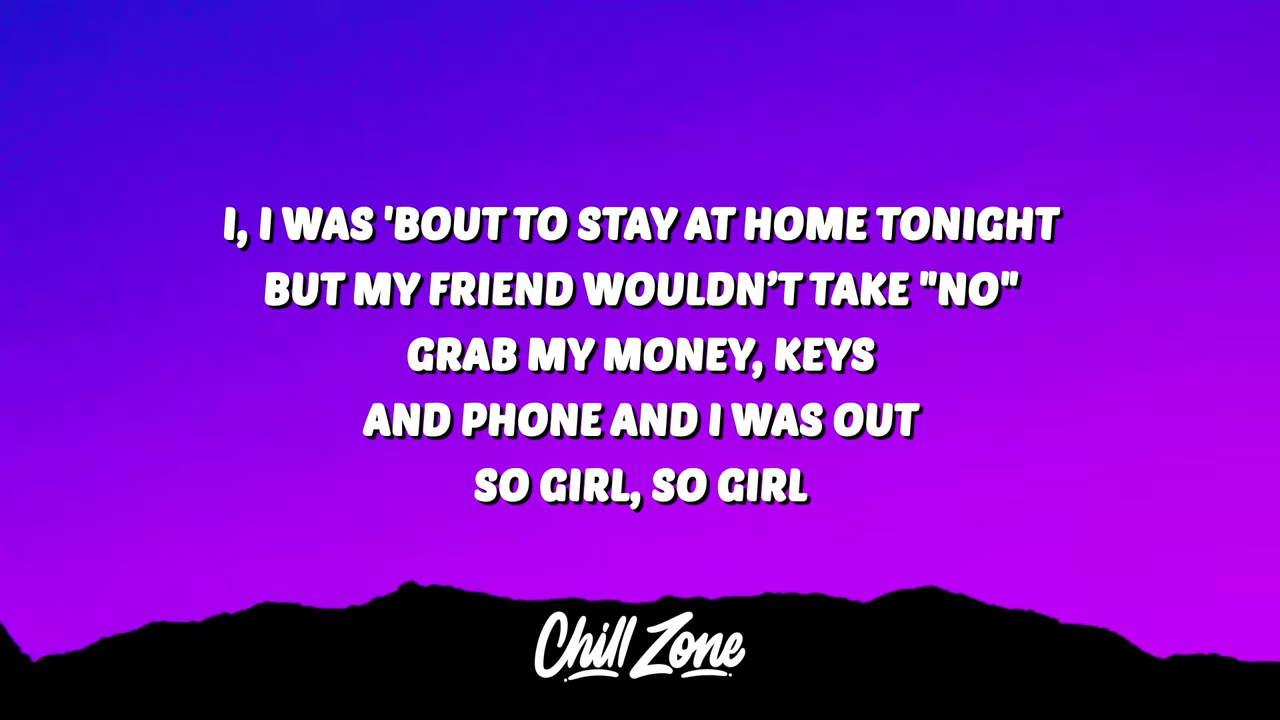 I, I WAS 'BOUT TO STAY AT HOME TONIGHT
BUT MY FRIEND WOULDN’T TAKE "NO"
GRAB MY MONEY, KEYS
AND PHONE AND I WAS OUT
SO GIRL, SO GIRL
Chill Zone